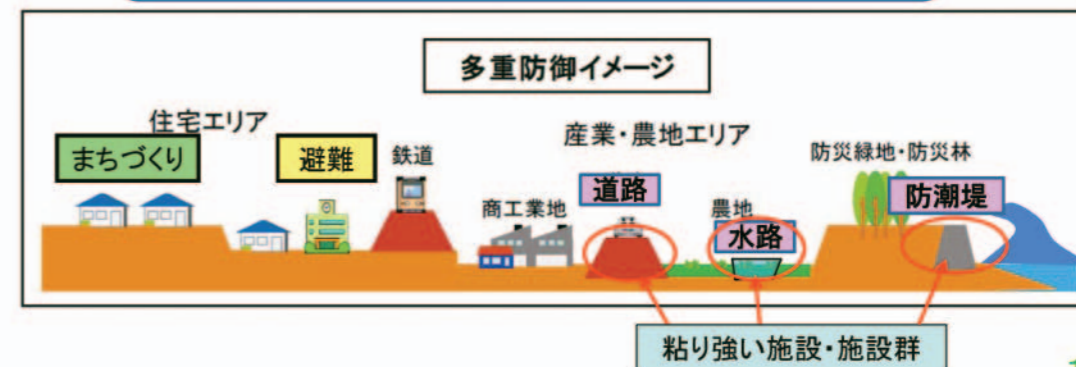 多重防御イメージ
住宅エリア
まちづくり
避難
鉄道
産業・農地エリア
商工業地
道路
農地
水路
防災緑地・防災林
防潮堤
粘り強い施設・施設群